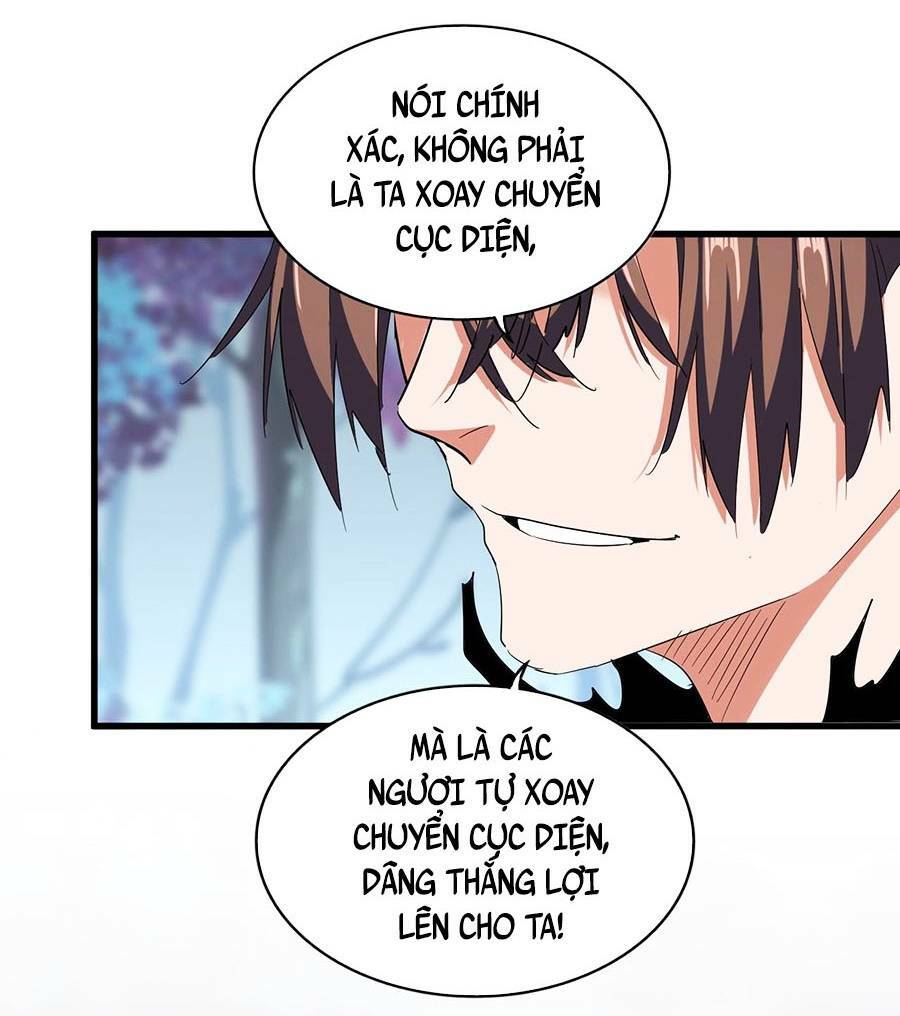 NÓI CHÍNH
XÁC, KHÔNG PHẢI
LÀ TA XOAY CHUYỂN
CỤC DIỆN,
MÀ LÀ CÁC
NGƯƠI TỰ XOAY
CHUYỂN CỤC DIỆN,
DÂNG THẮNG LỢI
LÊN CHO TA!